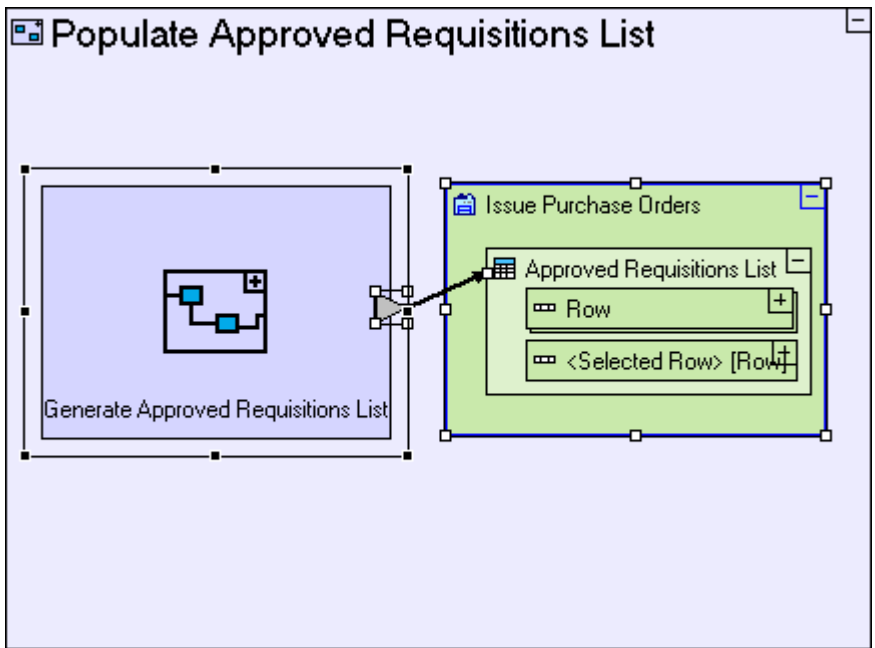 Populate Approved Requisitions List
Issue Purchase Orders
Approved Requisitions List
Row
<Selected Row> [Row]
Generate Approved Requisitions List